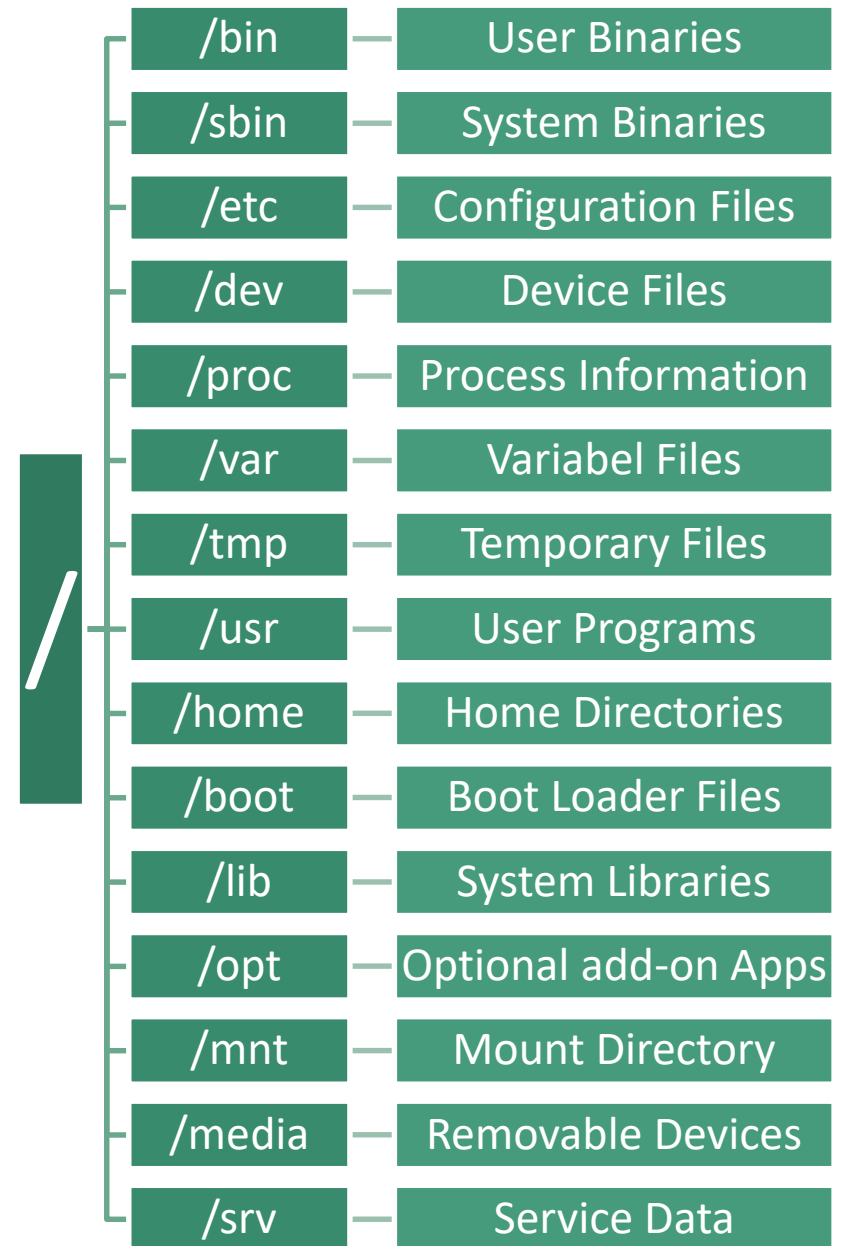 /
/bin
User Binaries
/sbin
System Binaries
/etc
Configuration Files
/dev
Device Files
/proc
Process Information
/var
Variabel Files
/tmp
Temporary Files
/usr
User Programs
/home
Home Directories
/boot
Boot Loader Files
/lib
System Libraries
/opt
Optional add-on Apps
/mnt
Mount Directory
/media
Removable Devices
/srv
Service Data